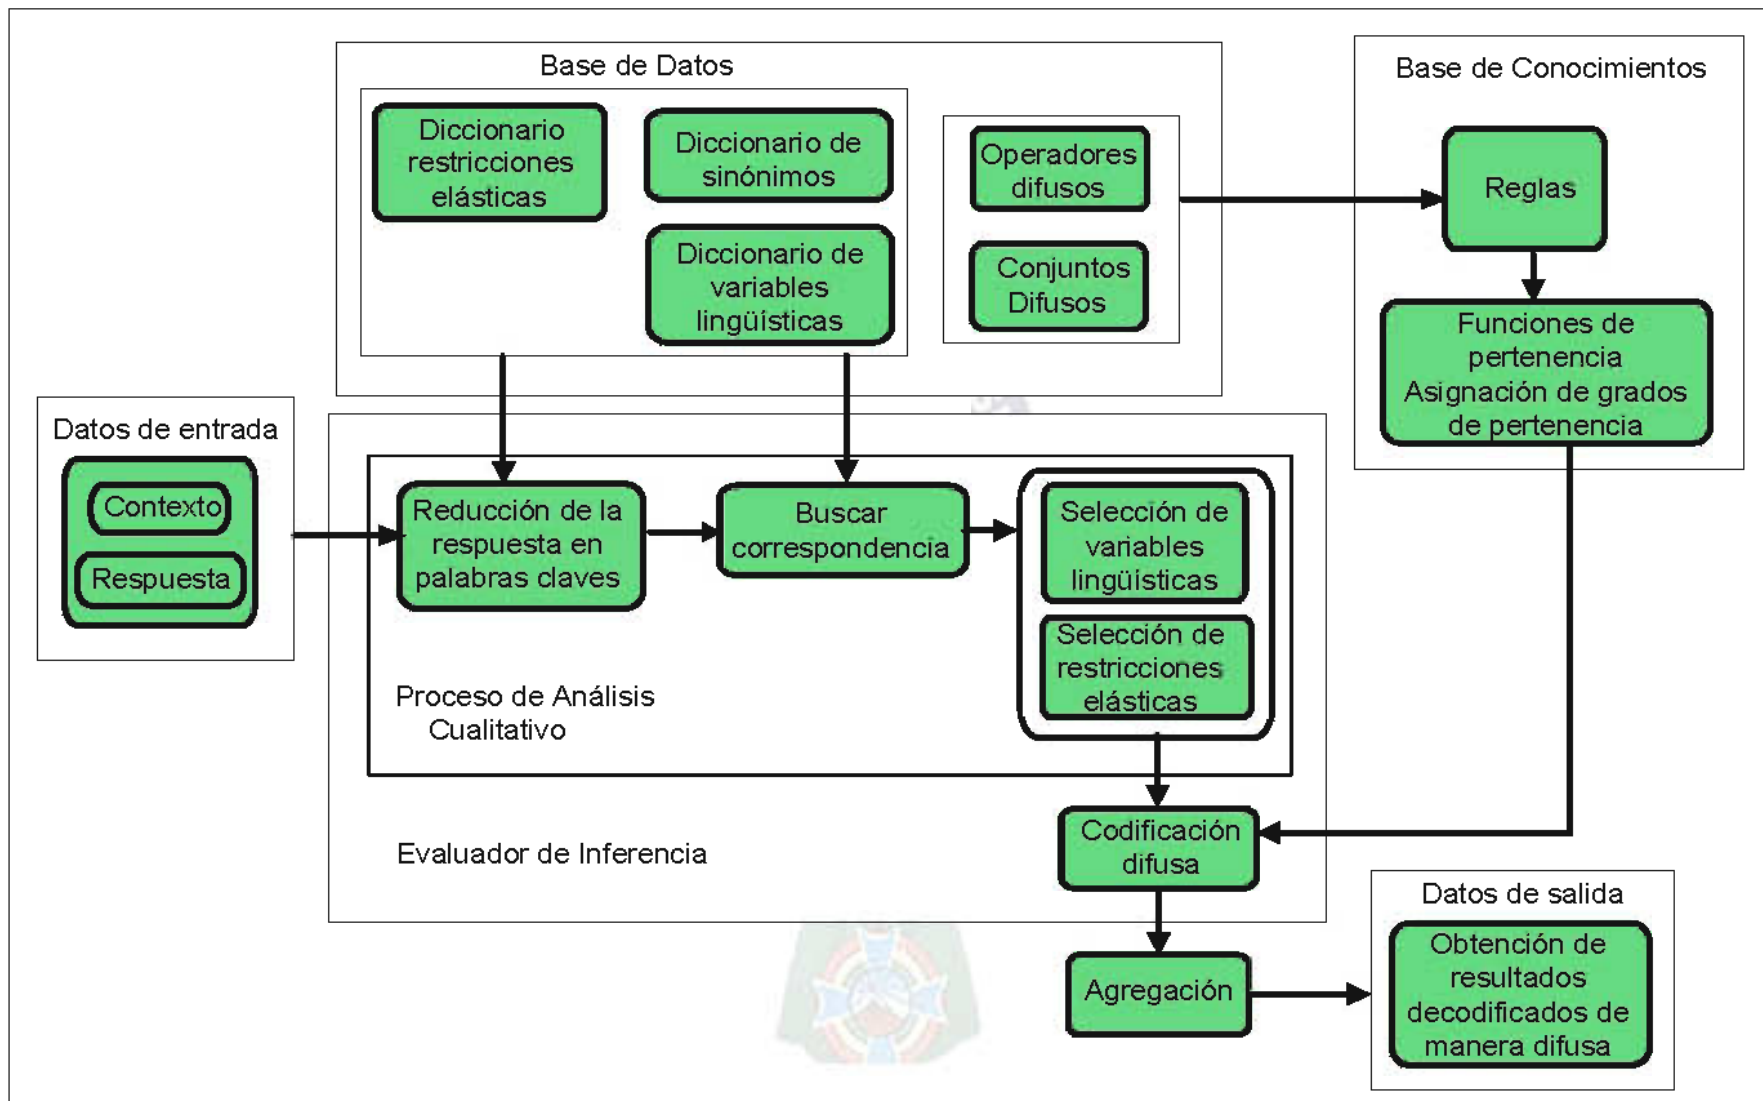 Base de Datos
Diccionario
restricciones
elásticas
Diccionario de
sinónimos
Diccionario de
variables
lingüísticas
Operadores
difusos
Conjuntos
Difusos
Base de Conocimientos
Reglas
Funciones de
pertenencia
Asignación de grados
de pertenencia
Datos de entrada
Contexto
Respuesta
Reducción de la
respuesta en
palabras claves
Buscar
correspondencia
Selección de
variables
lingüísticas
Selección de
restricciones
elásticas
Proceso de Análisis
Cualitativo
Evaluador de Inferencia
Codificación
difusa
Agregación
Datos de salida
Obtención de
resultados
decodificados de
manera difusa